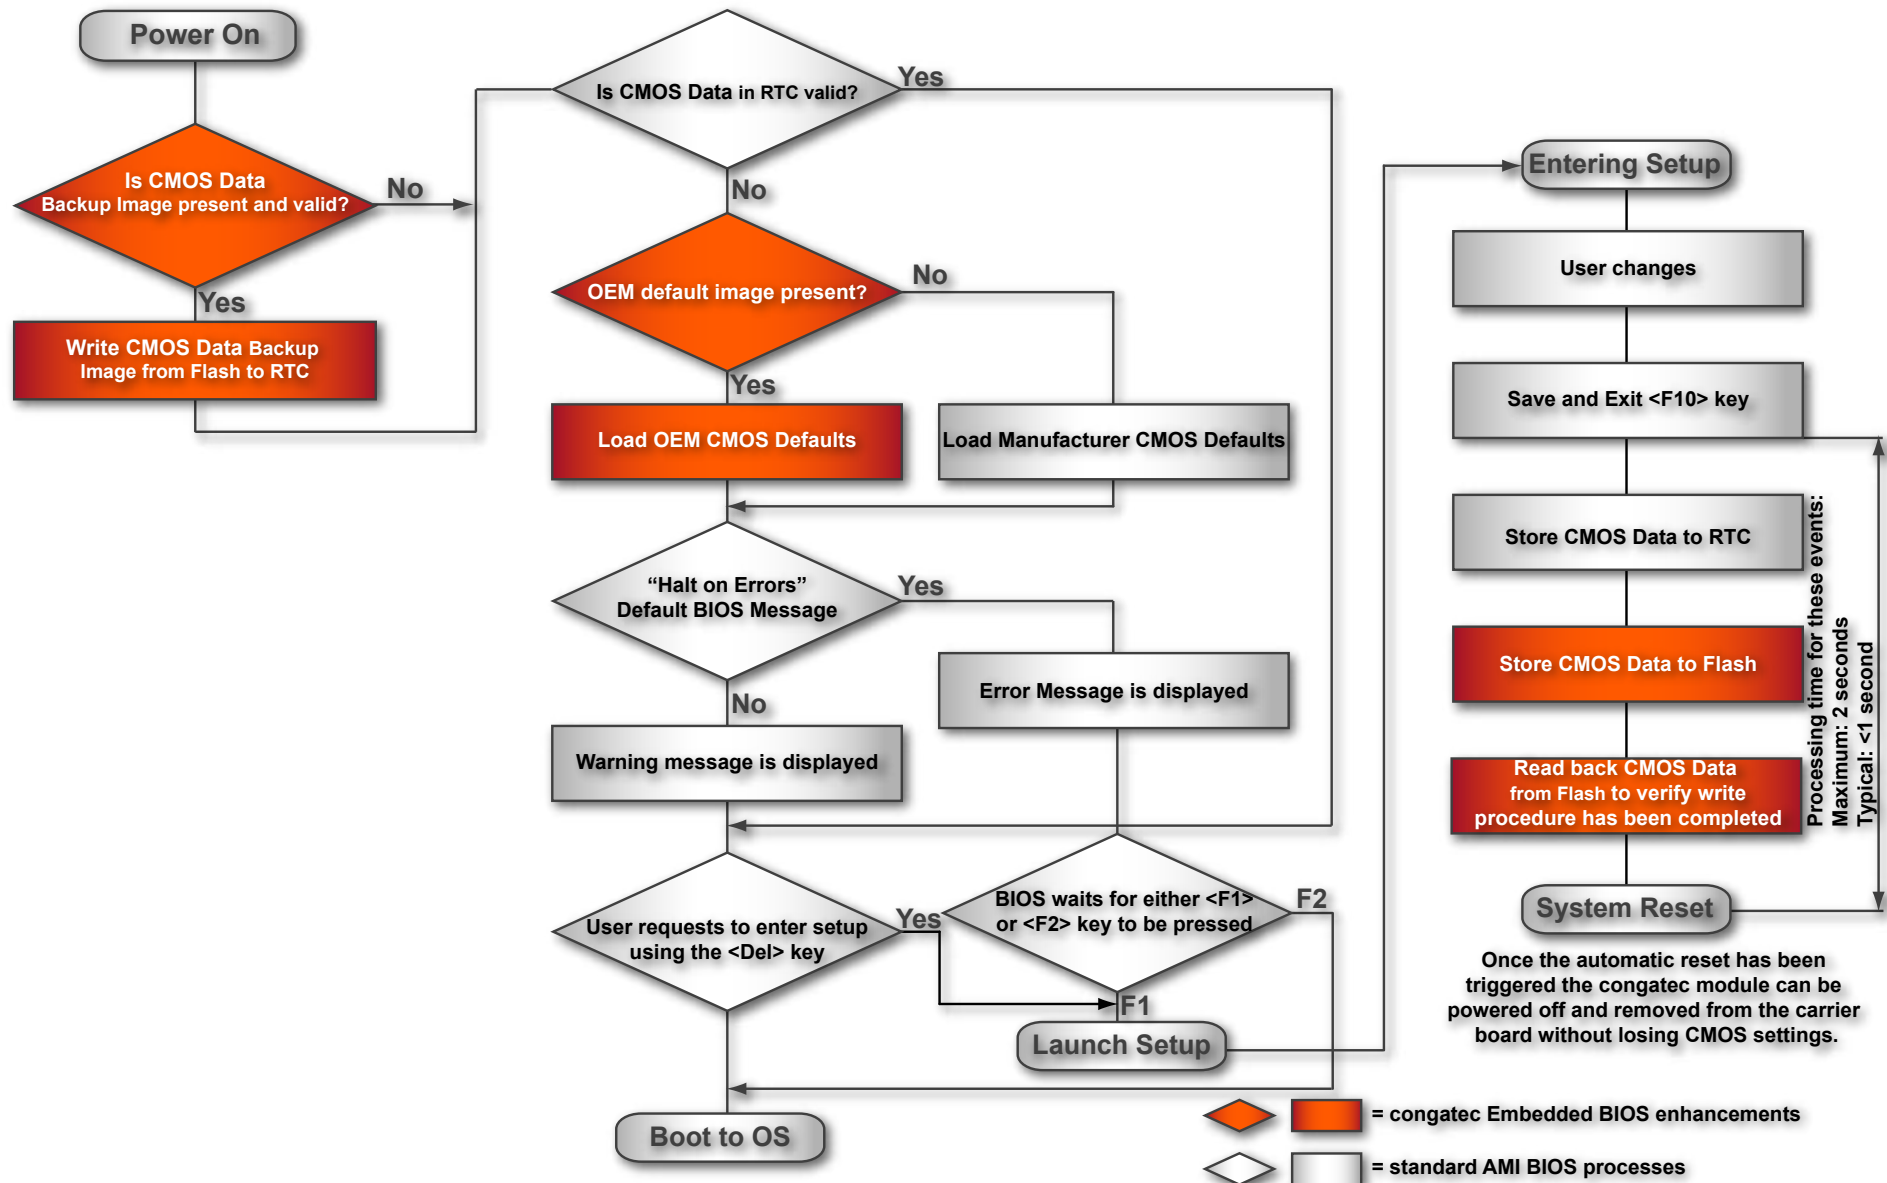 Power On
Is CMOS Data
Backup Image present and valid?
No
Yes
Write CMOS Data Backup
Image from Flash to RTC
Is CMOS Data in RTC valid?
Yes
No
OEM default image present?
No
Yes
Load OEM CMOS Defaults
Load Manufacturer CMOS Defaults
“Halt on Errors”
Default BIOS Message
Yes
No
Error Message is displayed
Warning message is displayed
User requests to enter setup
using the <Del> key
Yes
BIOS waits for either <F1>
or <F2> key to be pressed
F2
F1
Launch Setup
Boot to OS
Entering Setup
User changes
Save and Exit <F10> key
Store CMOS Data to RTC
Store CMOS Data to Flash
Read back CMOS Data
from Flash to verify write
procedure has been completed
Processing time for these events:
Maximum: 2 seconds
Typical: <1 second
System Reset
Once the automatic reset has been
triggered the congatec module can be
powered off and removed from the carrier
board without losing CMOS settings.
= congatec Embedded BIOS enhancements
= standard AMI BIOS processes